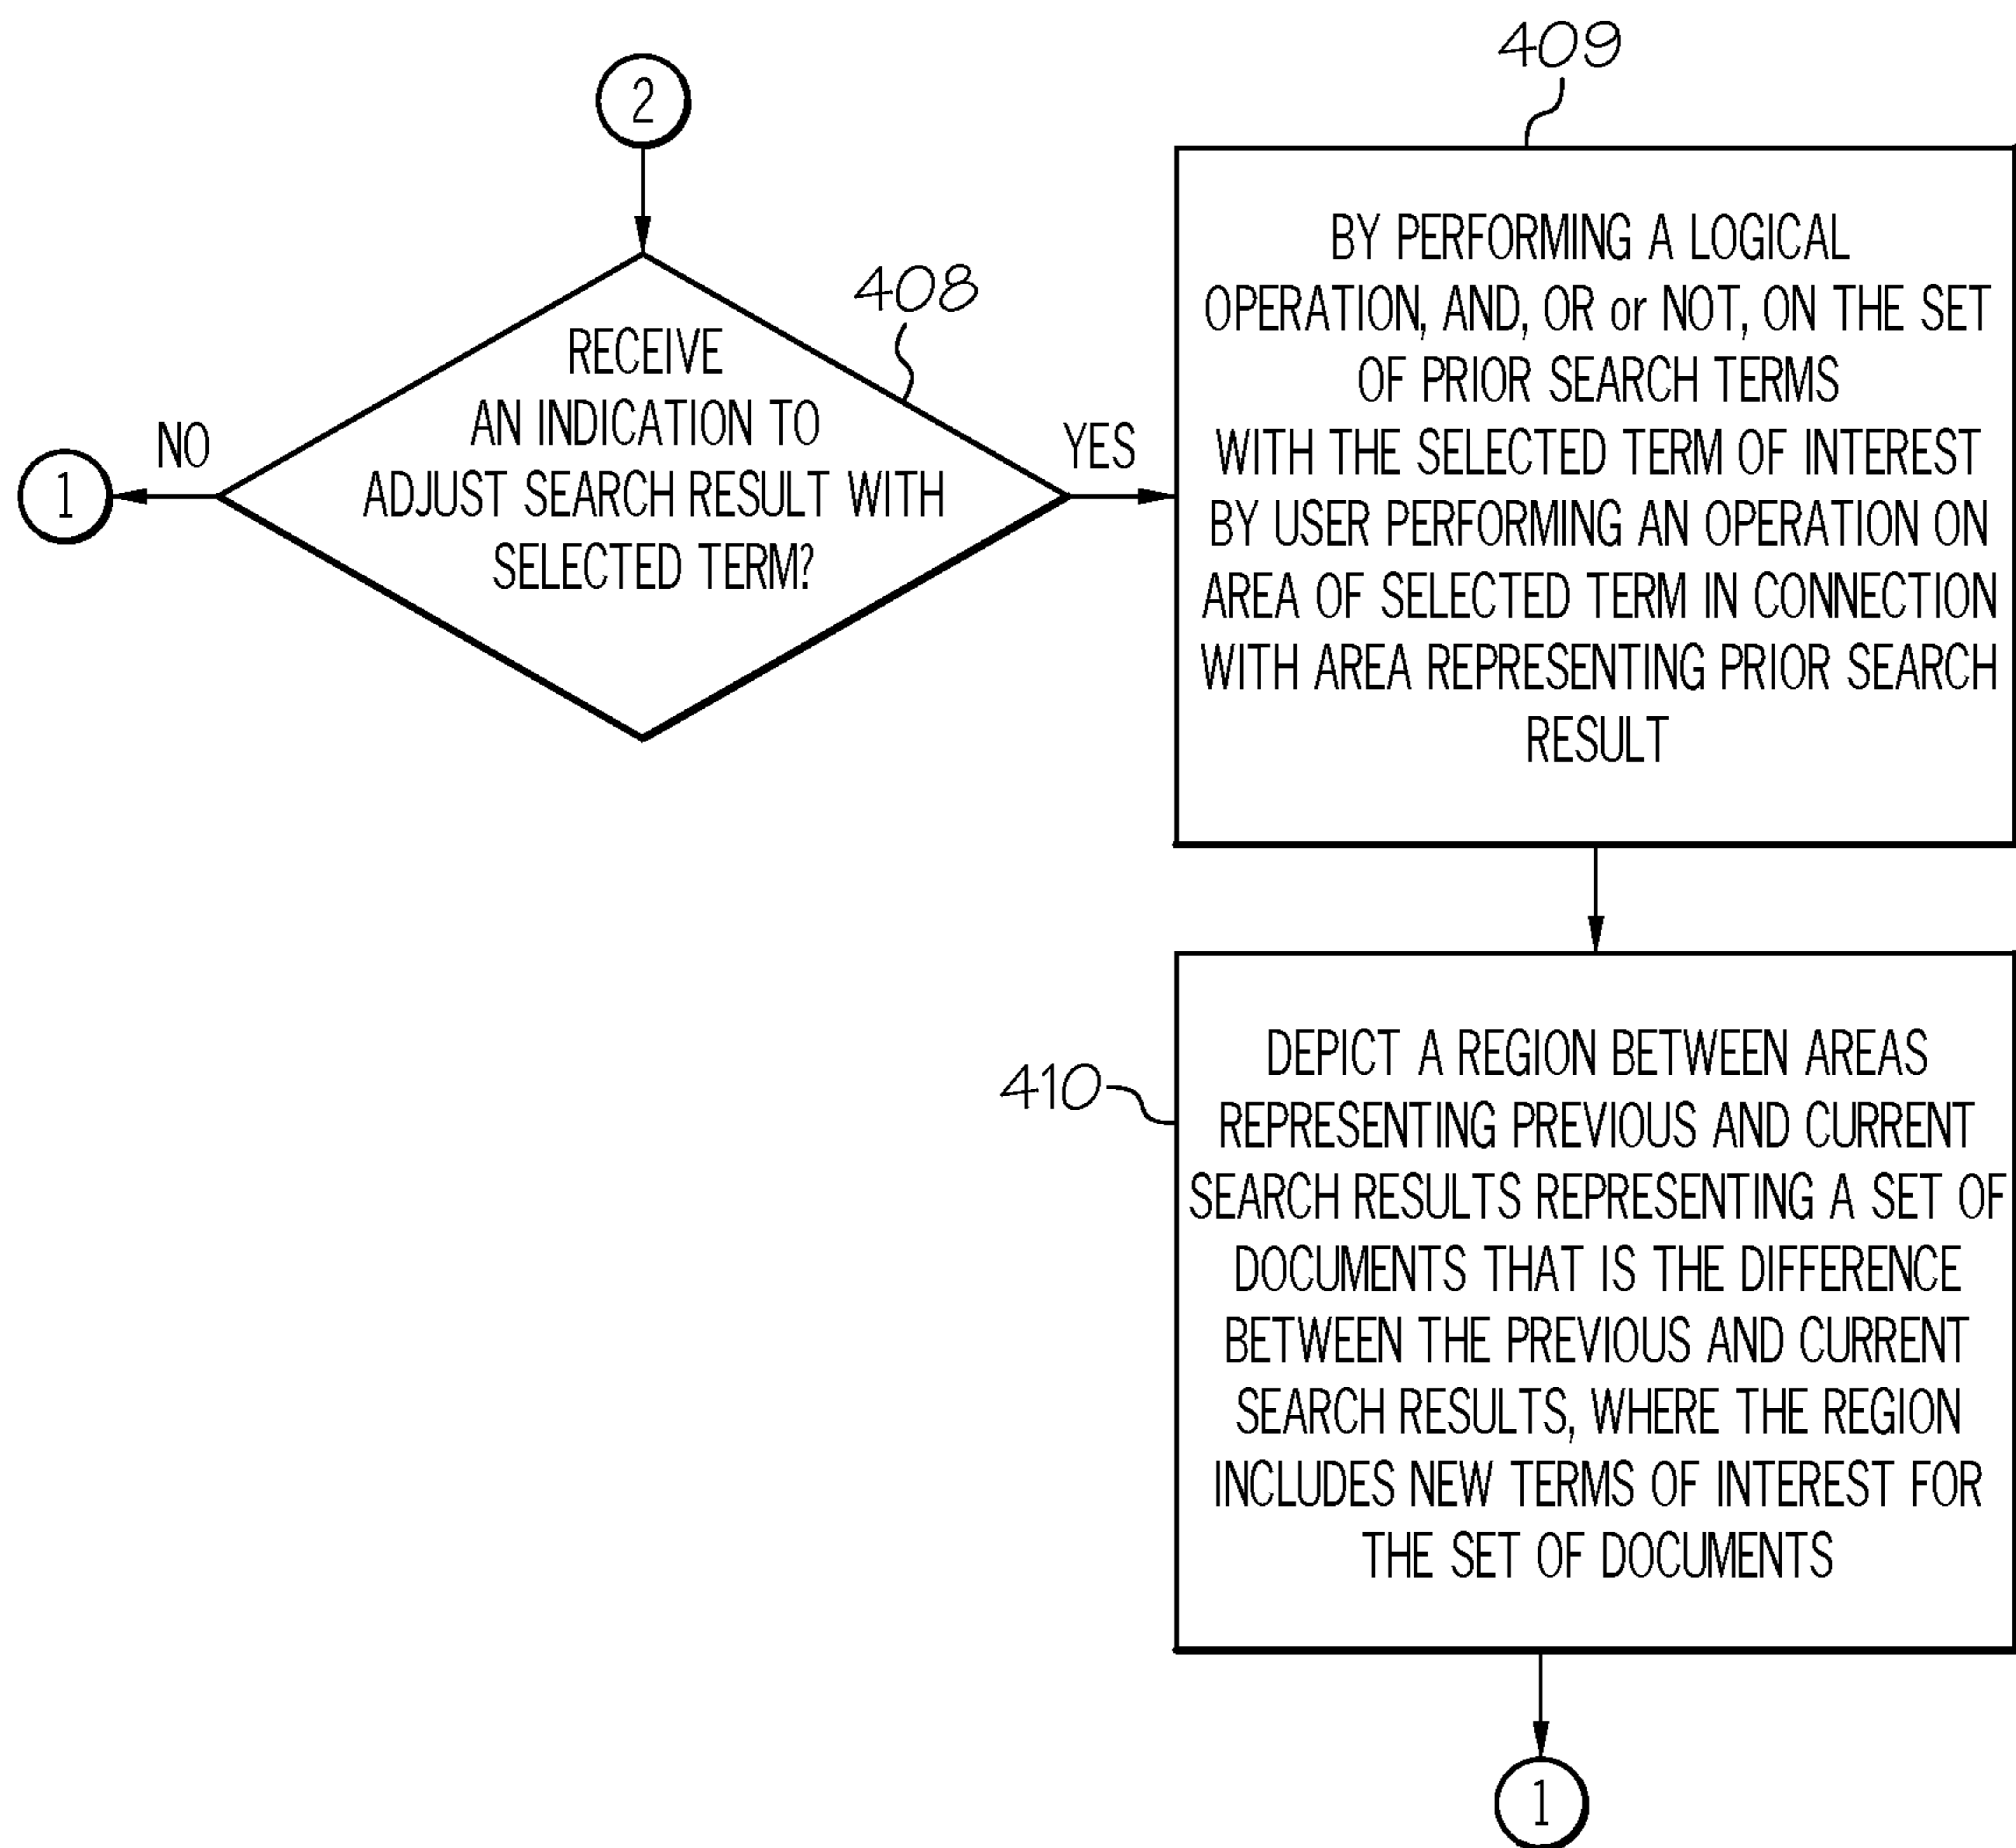 2
408
RECEIVE
AN INDICATION TO
ADJUST SEARCH RESULT WITH
SELECTED TERM?
NO
1
YES
409
BY PERFORMING A LOGICAL
OPERATION, AND, OR or NOT, ON THE SET
OF PRIOR SEARCH TERMS
WITH THE SELECTED TERM OF INTEREST
BY USER PERFORMING AN OPERATION ON
AREA OF SELECTED TERM IN CONNECTION
WITH AREA REPRESENTING PRIOR SEARCH
RESULT
410
DEPICT A REGION BETWEEN AREAS
REPRESENTING PREVIOUS AND CURRENT
SEARCH RESULTS REPRESENTING A SET OF
DOCUMENTS THAT IS THE DIFFERENCE
BETWEEN THE PREVIOUS AND CURRENT
SEARCH RESULTS, WHERE THE REGION
INCLUDES NEW TERMS OF INTEREST FOR
THE SET OF DOCUMENTS
1